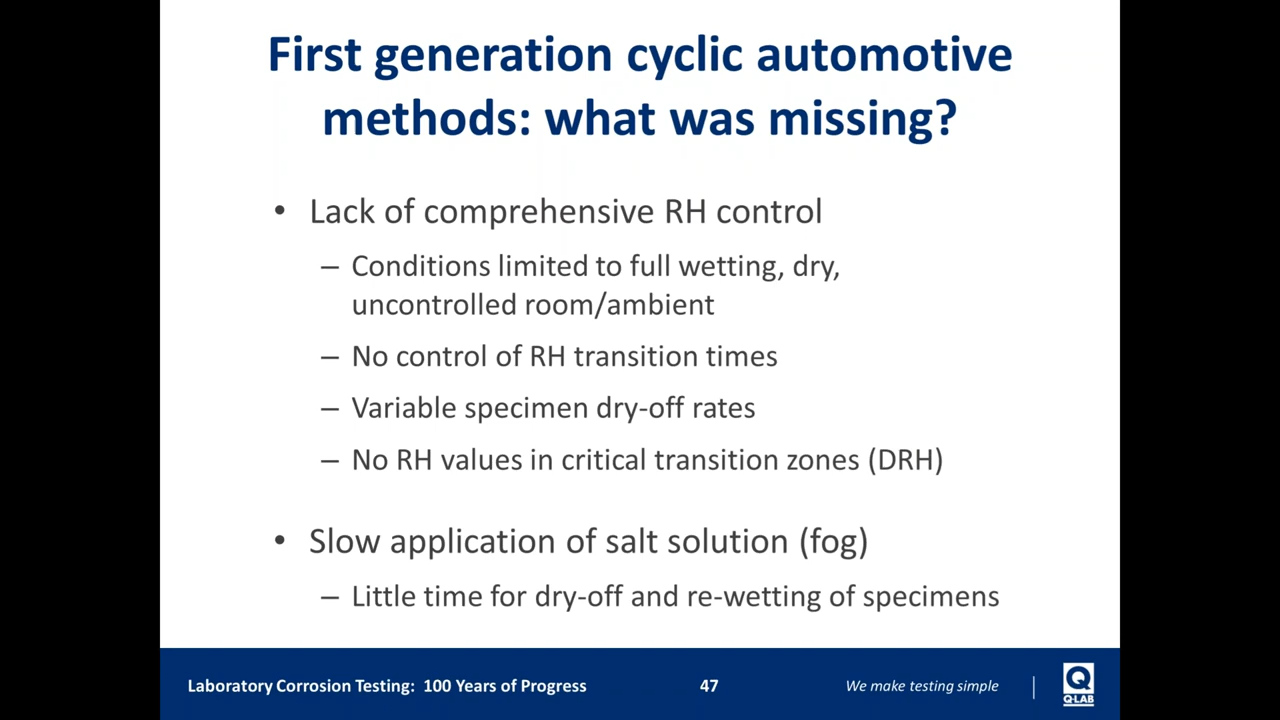 First generation cyclic automotive
methods: what was missing?
• Lack of comprehensive RH control
– Conditions limited to full wetting, dry,
uncontrolled room/ambient
– No control of RH transition times
– Variable specimen dry-off rates
– No RH values in critical transition zones (DRH)
• Slow application of salt solution (fog)
– Little time for dry-off and re-wetting of specimens
Laboratory Corrosion Testing: 100 Years of Progress
47
We make testing simple
Q
Q-LAB